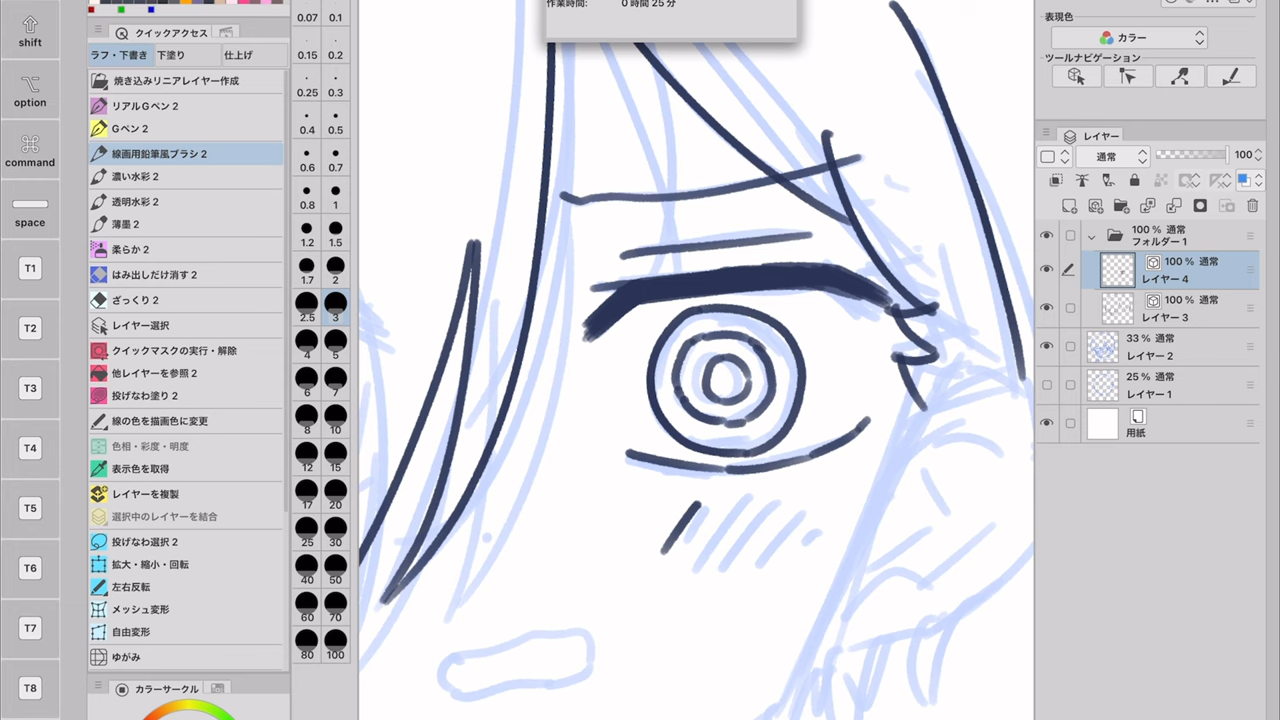 shift
option
command
space
T1
T2
T3
T4
T5
T6
T7
T8
クイックアクセス
ラフ・下書き 下塗り 仕上げ
焼き込みリニアレイヤー作成
リアルGペン 2
Gペン 2
線画用鉛筆風ブラシ 2
濃い水彩 2
透明水彩 2
薄墨 2
柔らか 2
はみ出しだけ消す 2
ざっくり 2
レイヤー選択
クイックマスクの実行・解除
他レイヤーを参照 2
投げなわ塗り 2
線の色を描画色に変更
色相・彩度・明度
表示色を取得
レイヤーを複製
選択中のレイヤーを結合
投げなわ選択 2
拡大・縮小・回転
左右反転
メッシュ変形
自由変形
ゆがみ
カラーサークル
0.07 0.1
0.15 0.2
0.25 0.3
0.4 0.5
0.6 0.7
0.8 1
1.2 1.5
1.7 2
2.5 3
4 5
6 7
8 10
12 15
17 20
25 30
40 50
60 70
80 100
作業時間: 0 時間 25 分
表現色
カラー
ツールナビゲーション
レイヤー
通常 100
100 % 通常
フォルダー 1
100 % 通常
レイヤー 4
100 % 通常
レイヤー 3
33 % 通常
レイヤー 2
25 % 通常
レイヤー 1
用紙